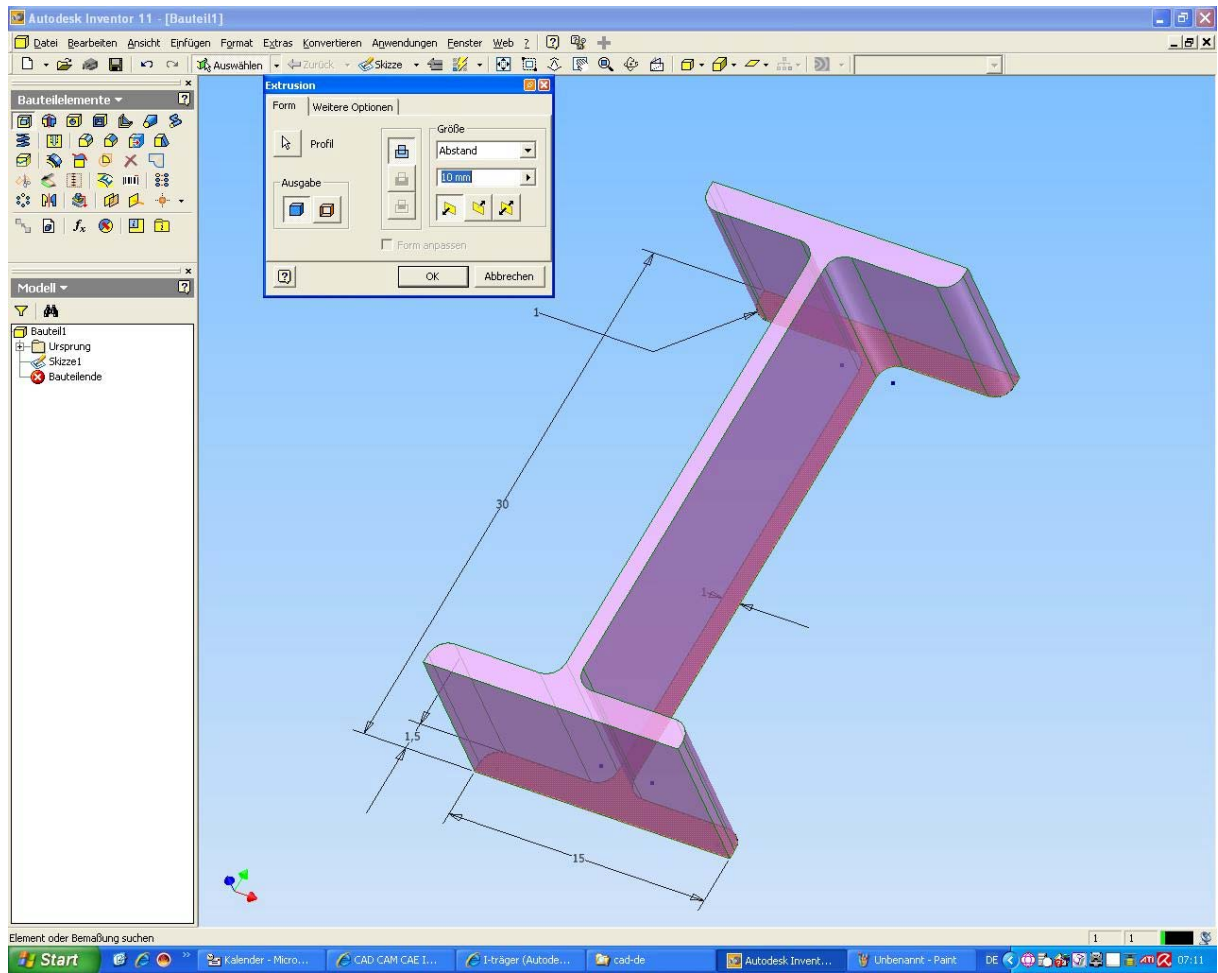 Autodesk Inventor 11 - [Bauteil1]
Datei Bearbeiten Ansicht Einfügen Format Extras Konvertieren Anwendungen Fenster Web ?
Auswählen Zurück Skizze
Bauteilelemente
Extrusion
Form Weitere Optionen
Profil
Größe
Abstand
10 mm
Ausgabe
Form anpassen
OK Abbrechen
Modell
Bauteil1
Ursprung
Skizze1
Bauteilende
1
30
1
1,5
15
Element oder Bemaßung suchen
1 1
Start Kalender - Micro... CAD CAM CAE I... I-träger (Autode... cad-de Autodesk Invent... Unbenannt - Paint DE 07:11